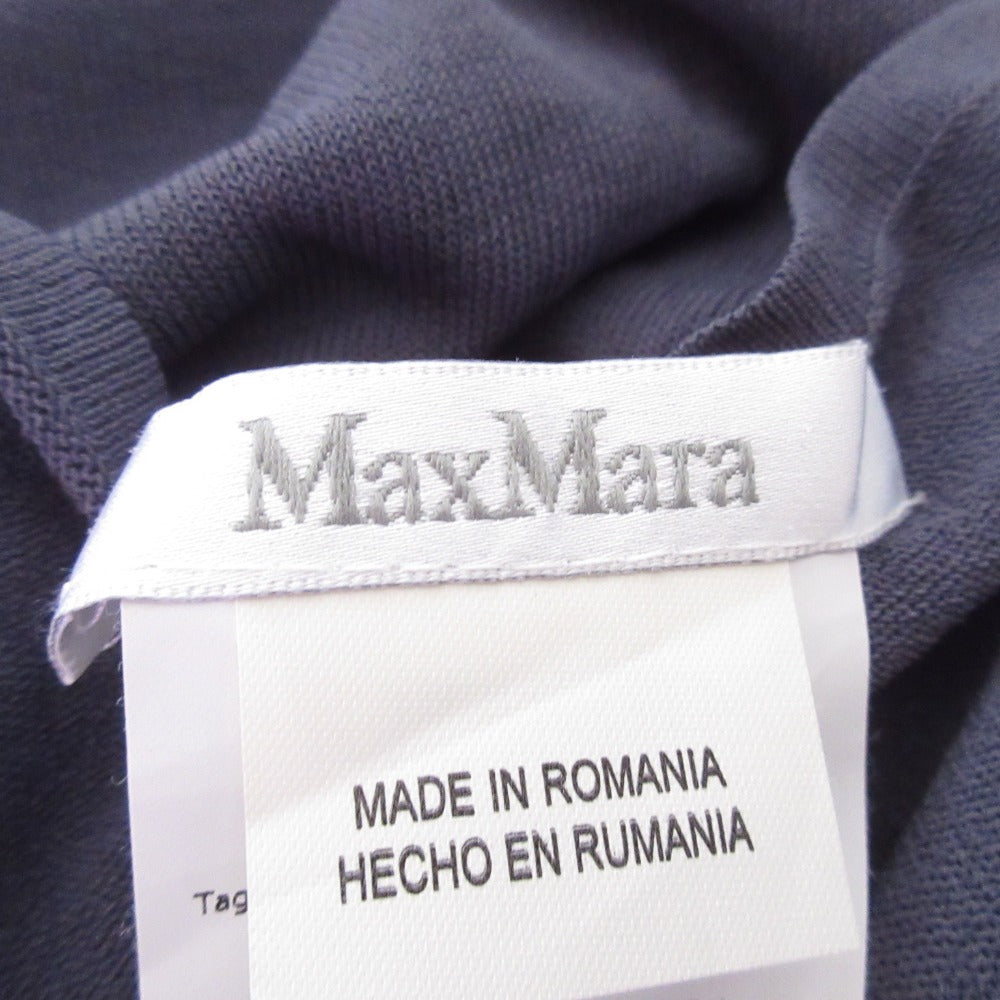 MaxMara
MADE IN ROMANIA
HECHO EN RUMANIA
Tag